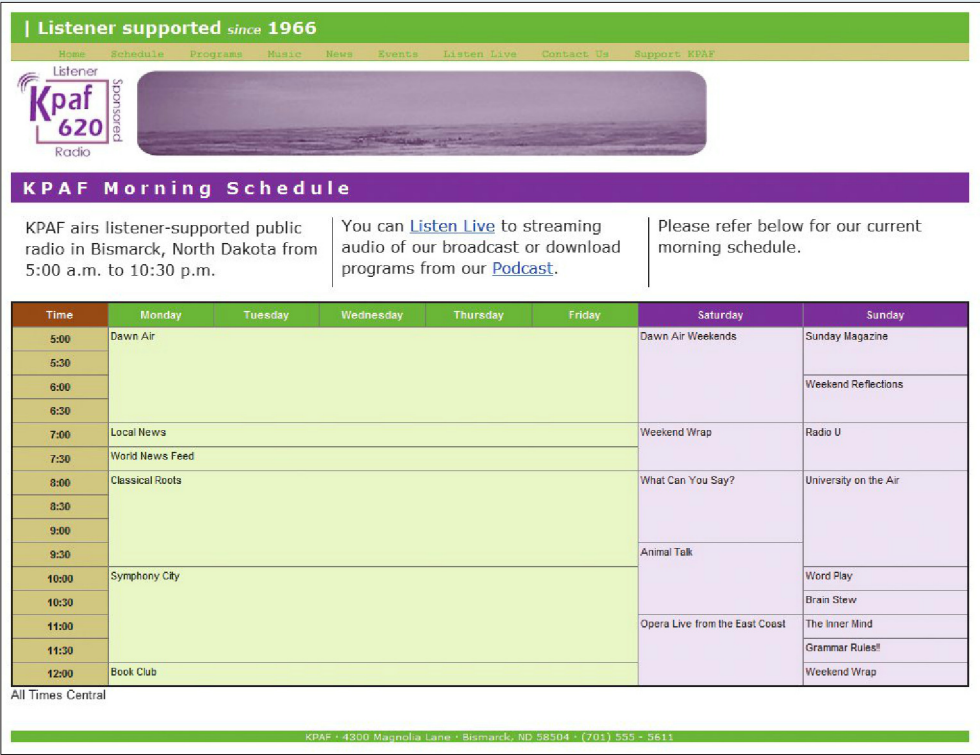 | Listener supported since 1966
Home Schedule Programs Music News Events Listen Live Contact Us Support KPAF
Listener
Kpaf
620
Sponsored
Radio
KPAF Morning Schedule
KPAF airs listener-supported public
radio in Bismarck, North Dakota from
5:00 a.m. to 10:30 p.m.
You can Listen Live to streaming
audio of our broadcast or download
programs from our Podcast.
Please refer below for our current
morning schedule.
Time Monday Tuesday Wednesday Thursday Friday Saturday Sunday
5:00 Dawn Air Dawn Air Weekends Sunday Magazine
5:30
6:00 Weekend Reflections
6:30
7:00 Local News Weekend Wrap Radio U
7:30 World News Feed
8:00 Classical Roots What Can You Say? University on the Air
8:30
9:00
9:30 Animal Talk
10:00 Symphony City Word Play
10:30 Brain Stew
11:00 Opera Live from the East Coast The Inner Mind
11:30 Grammar Rules!!
12:00 Book Club Weekend Wrap
All Times Central
KPAF · 4300 Magnolia Lane · Bismarck, ND 58504 · (701) 555 - 5611